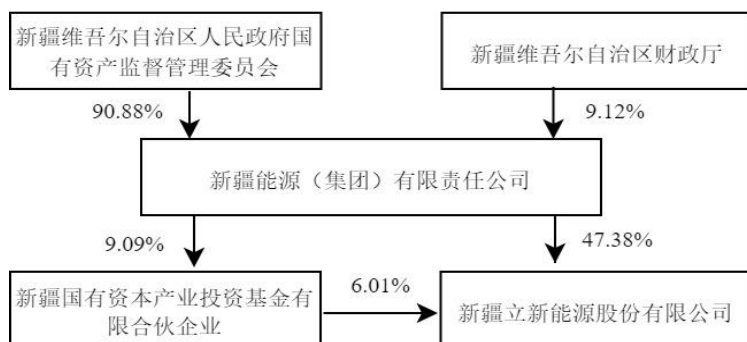 新疆维吾尔自治区人民政府国
有资产监督管理委员会
新疆维吾尔自治区财政厅
90.88%
9.12%
新疆能源（集团）有限责任公司
9.09%
47.38%
新疆国有资本产业投资基金有
限合伙企业
6.01%
新疆立新能源股份有限公司